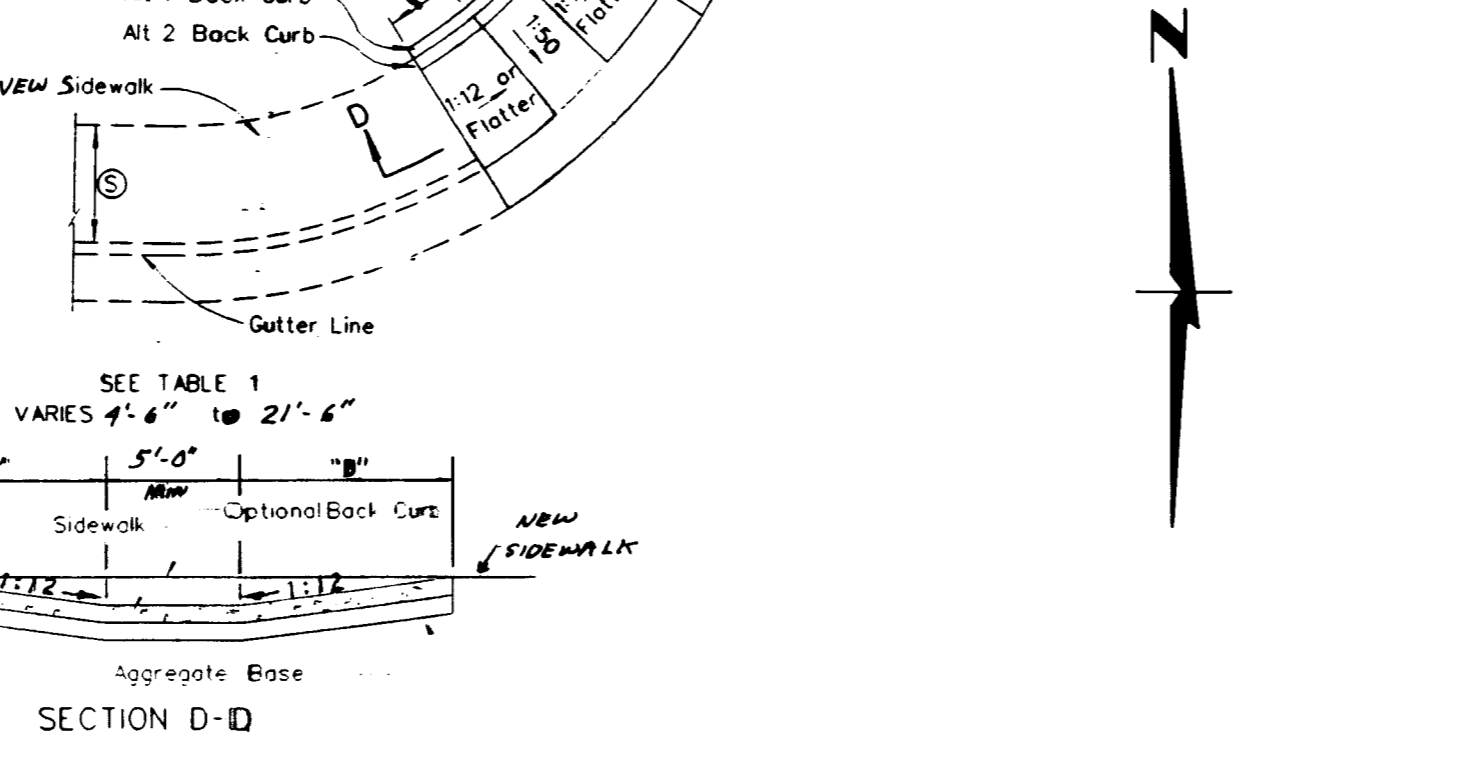 Alt 2 Back Curb
N
1:50
NEW Sidewalk
1:12 or
Flatter
D
S
Gutter Line
SEE TABLE 1
VARIES 4'-6" to 21'-6"
5'-0" "B"
MIN
Optional Back Curb
Sidewalk
NEW
SIDEWALK
1:12 1:12
Aggregate Base
SECTION D-D